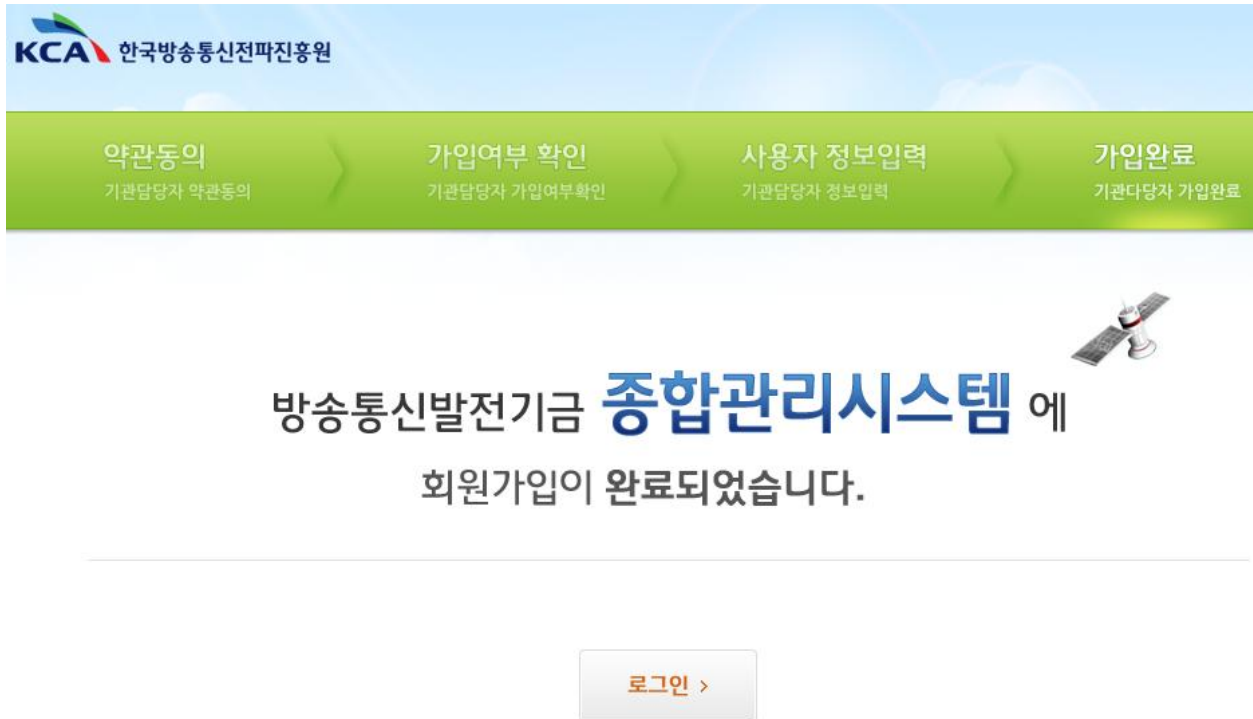 KCA 한국방송통신전파진흥원
약관동의 가입여부 확인 사용자 정보입력 가입완료
기관담당자 약관동의 기관담당자 가입여부확인 기관담당자 정보입력 기관다당자 가입완료
방송통신발전기금 종합관리시스템 에
회원가입이 완료되었습니다.
로그인 >